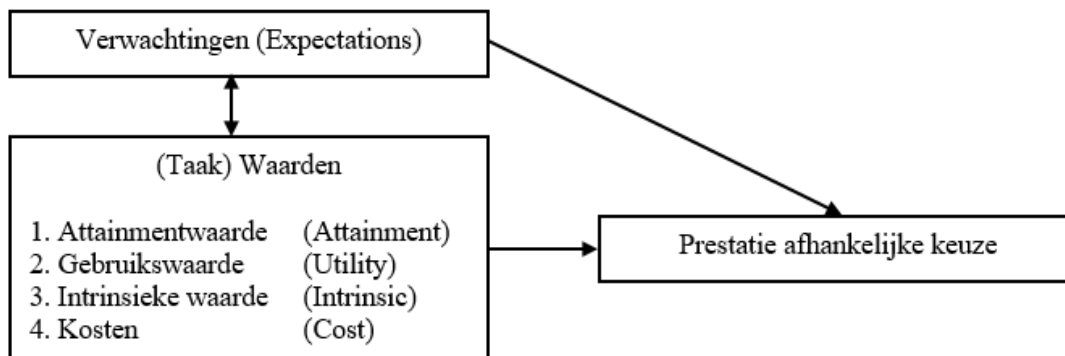 Verwachtingen (Expectations)
(Taak) Waarden
1. Attainmentwaarde (Attainment)
2. Gebruikswaarde (Utility)
3. Intrinsieke waarde (Intrinsic)
4. Kosten (Cost)
Prestatie afhankelijke keuze